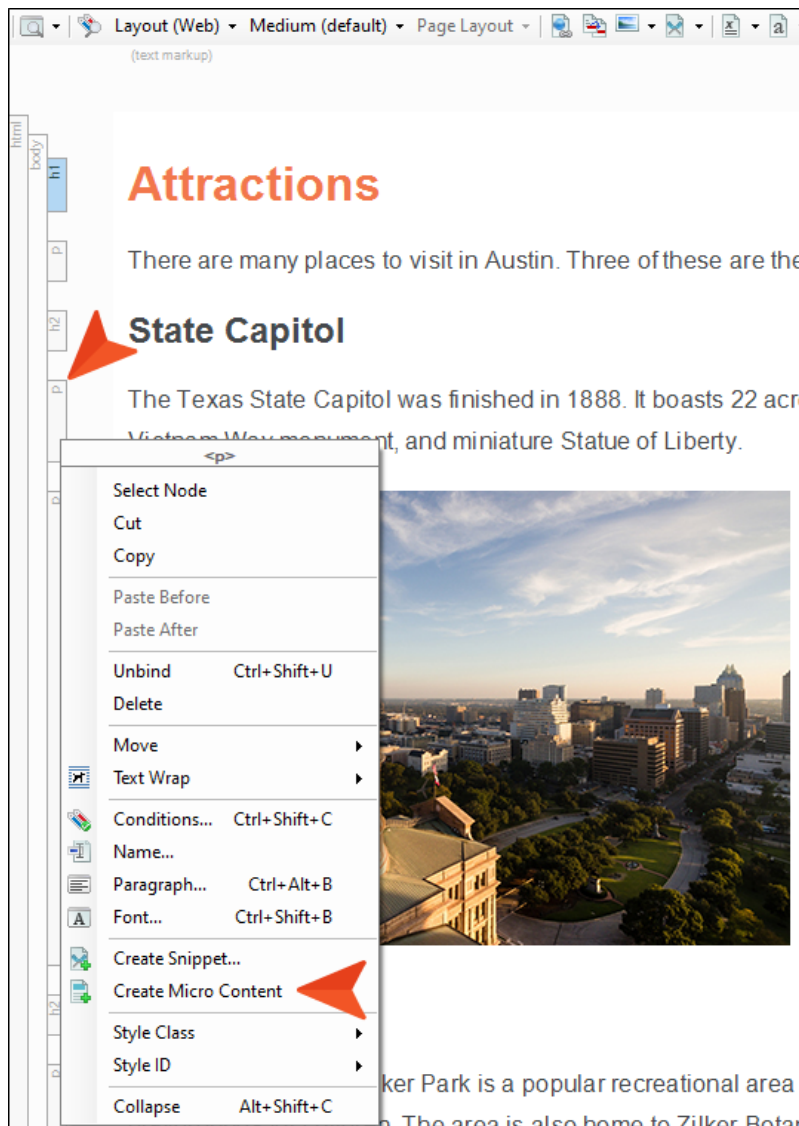 Layout (Web) Medium (default) Page Layout x a
(text markup)
html
body
h1
Attractions
p
There are many places to visit in Austin. Three of these are the
h2
State Capitol
p
The Texas State Capitol was finished in 1888. It boasts 22
Vietnam Way monument, and miniature Statue of Liberty.
<p>
p
Select Node
Cut
Copy
Paste Before
Paste After
Unbind Ctrl+Shift+U
Delete
Move
Text Wrap
Conditions... Ctrl+Shift+C
Name...
Paragraph... Ctrl+Alt+B
A Font... Ctrl+Shift+B
Create Snippet...
Create Micro Content
h2
Style Class
Style ID
p
Park is a popular recreational area
Collapse Alt+Shift+C
The area is also home to Zilker